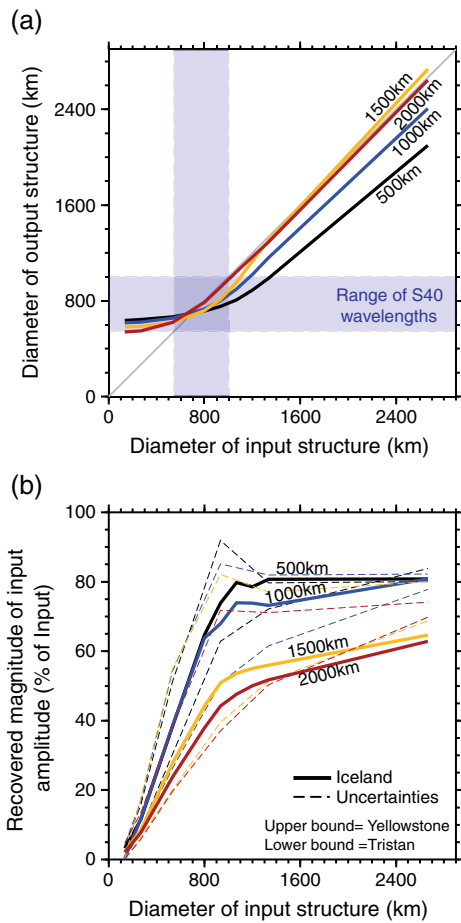 (a)
Diameter of output structure (km)
2400
1600
800
0
1500km
2000km
1000km
500km
Range of S40
wavelengths
0 800 1600 2400
Diameter of input structure (km)
(b)
Recovered magnitude of input
amplitude (% of Input)
100
80
60
40
20
0
500km
1000km
1500km
2000km
Iceland
Uncertainties
Upper bound= Yellowstone
Lower bound =Tristan
0 800 1600 2400
Diameter of input structure (km)